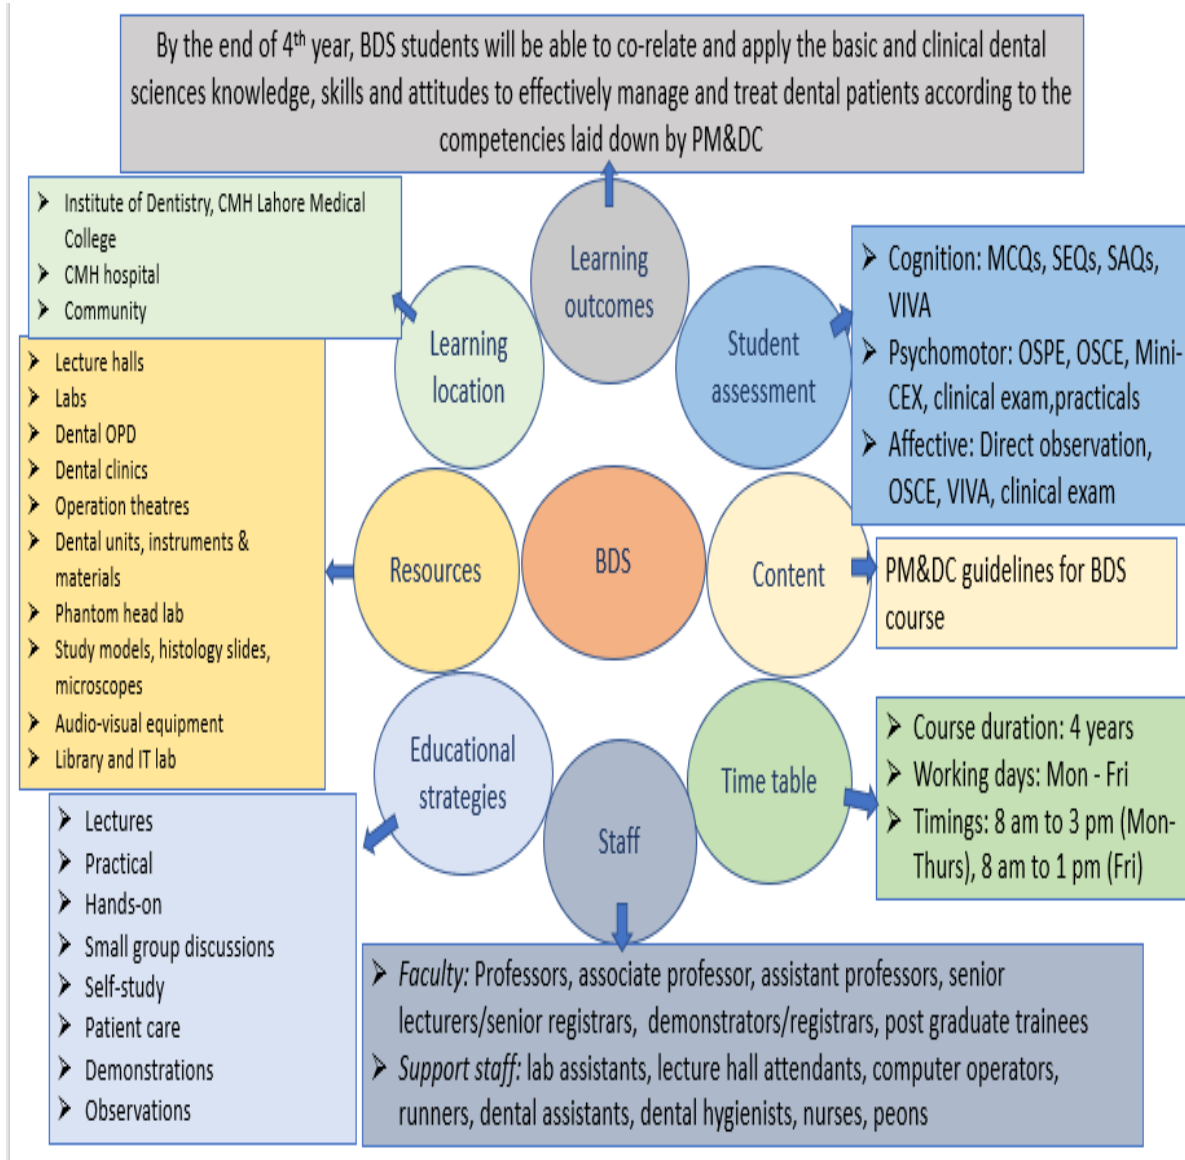 By the end of 4th year, BDS students will be able to co-relate and apply the basic and clinical dental
sciences knowledge, skills and attitudes to effectively manage and treat dental patients according to the
competencies laid down by PM&DC
Learning
outcomes
➢ Institute of Dentistry, CMH Lahore Medical
College
➢ CMH hospital
➢ Community
Learning
location
Student
assessment
➢ Cognition: MCQs, SEQs, SAQs,
VIVA
➢ Psychomotor: OSPE, OSCE, Mini-
CEX, clinical exam,practicals
➢ Affective: Direct observation,
OSCE, VIVA, clinical exam
➢ Lecture halls
➢ Labs
➢ Dental OPD
➢ Dental clinics
➢ Operation theatres
➢ Dental units, instruments &
materials
➢ Phantom head lab
➢ Study models, histology slides,
microscopes
➢ Audio-visual equipment
➢ Library and IT lab
Resources
BDS
Content
PM&DC guidelines for BDS
course
Educational
strategies
➢ Lectures
➢ Practical
➢ Hands-on
➢ Small group discussions
➢ Self-study
➢ Patient care
➢ Demonstrations
➢ Observations
Staff
Time table
➢ Course duration: 4 years
➢ Working days: Mon - Fri
➢ Timings: 8 am to 3 pm (Mon-
Thurs), 8 am to 1 pm (Fri)
➢ Faculty: Professors, associate professor, assistant professors, senior
lecturers/senior registrars, demonstrators/registrars, post graduate trainees
➢ Support staff: lab assistants, lecture hall attendants, computer operators,
runners, dental assistants, dental hygienists, nurses, peons